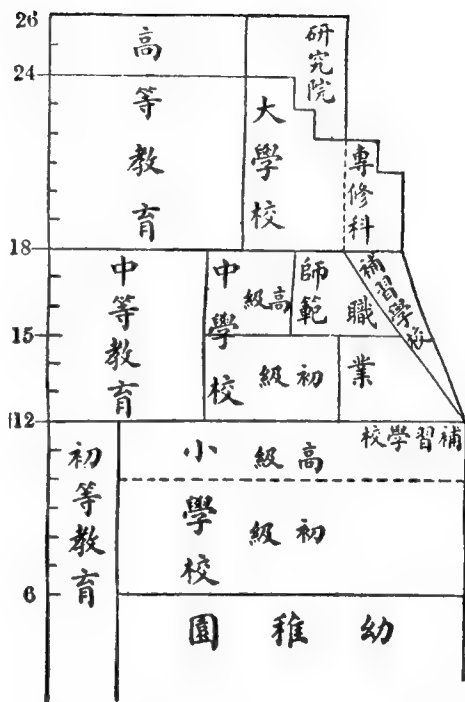 26
24
18
15
12
6
高等教育
研究院
大學校
專修科
中等教育
中學校
高級
初級
師範
職業
補習學校
初等教育
補習學校
小學校
高級
初級
幼稚園